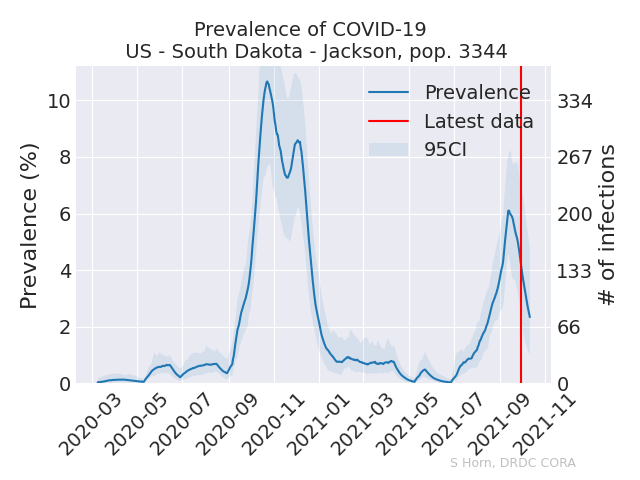 Prevalence of COVID-19
US - South Dakota - Jackson, pop. 3344
Prevalence (%)
10
8
6
4
2
0
Prevalence
Latest data
95CI
334
267
200
133
66
0
# of infections
2020-03
2020-05
2020-07
2020-09
2020-11
2021-01
2021-03
2021-05
2021-07
2021-09
2021-11
S Horn, DRDC CORA